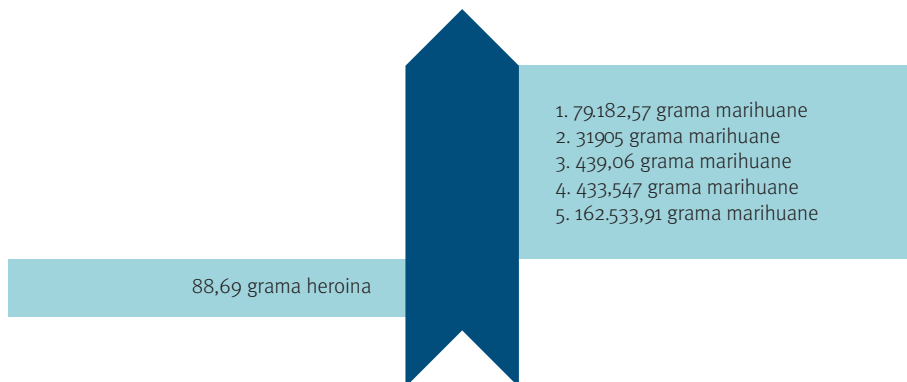 1. 79.182,57 grama marihuane
2. 31905 grama marihuane
3. 439,06 grama marihuane
4. 433,547 grama marihuane
5. 162.533,91 grama marihuane
88,69 grama heroina